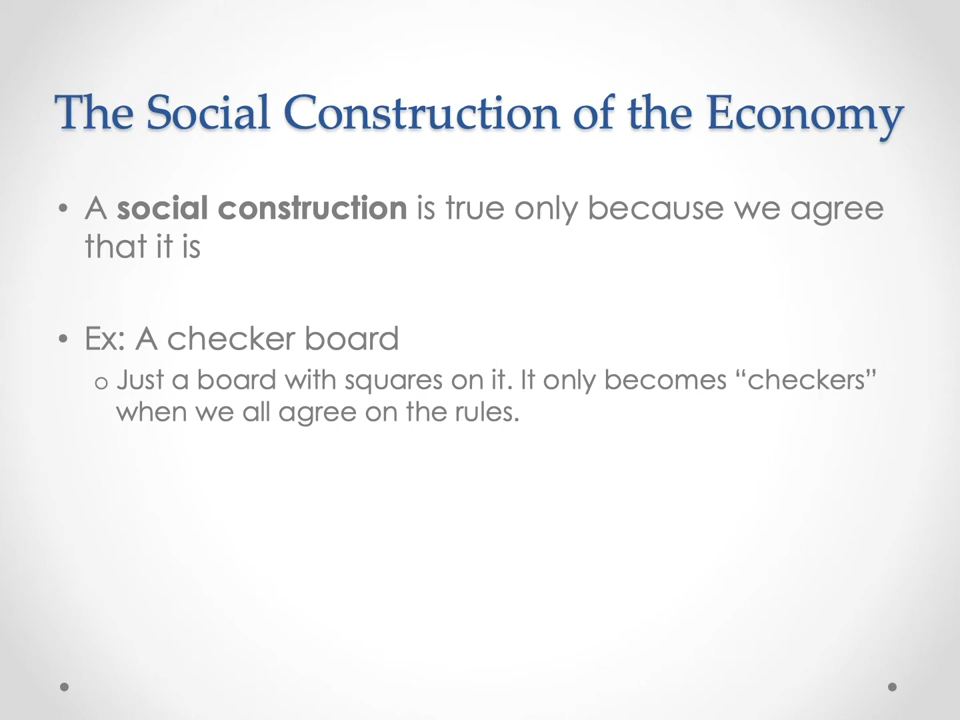 The Social Construction of the Economy
• A social construction is true only because we agree
that it is
• Ex: A checker board
o Just a board with squares on it. It only becomes “checkers”
when we all agree on the rules.